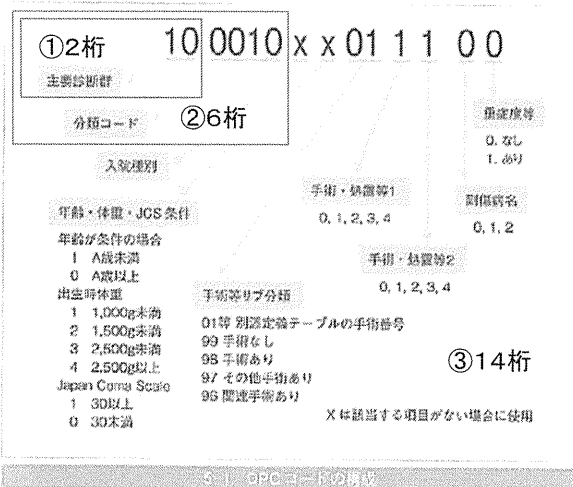 ①2桁
10 0010 x x 01 1 1 0 0
主要診断群
②6桁
分類コード
重症度等
0. なし
1. あり
入院種別
手術・処置等1
0, 1, 2, 3, 4
副傷病名
0, 1, 2
年齢・体重・JCS 条件
年齢が条件の場合
1 A歳未満
0 A歳以上
手術・処置等2
0, 1, 2, 3, 4
出生時体重
1 1,000g未満
2 1,500g未満
3 2,500g未満
4 2,500g以上
手術等サブ分類
01等 別途定義テーブルの手術番号
99 手術なし
98 手術あり
97 その他手術あり
96 関連手術あり
③14桁
Japan Coma Scale
1 30以上
0 30未満
X は該当する項目がない場合に使用
DPC コードの構成